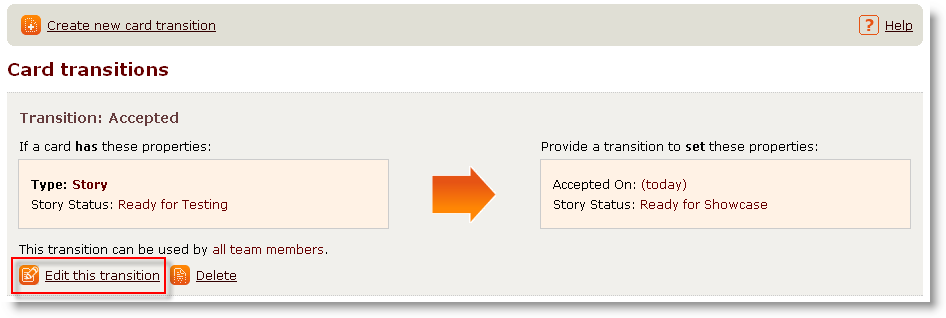 Create new card transition
? Help
Card transitions
Transition: Accepted
If a card has these properties:
Provide a transition to set these properties:
Type: Story
Story Status: Ready for Testing
Accepted On: (today)
Story Status: Ready for Showcase
This transition can be used by all team members.
Edit this transition Delete